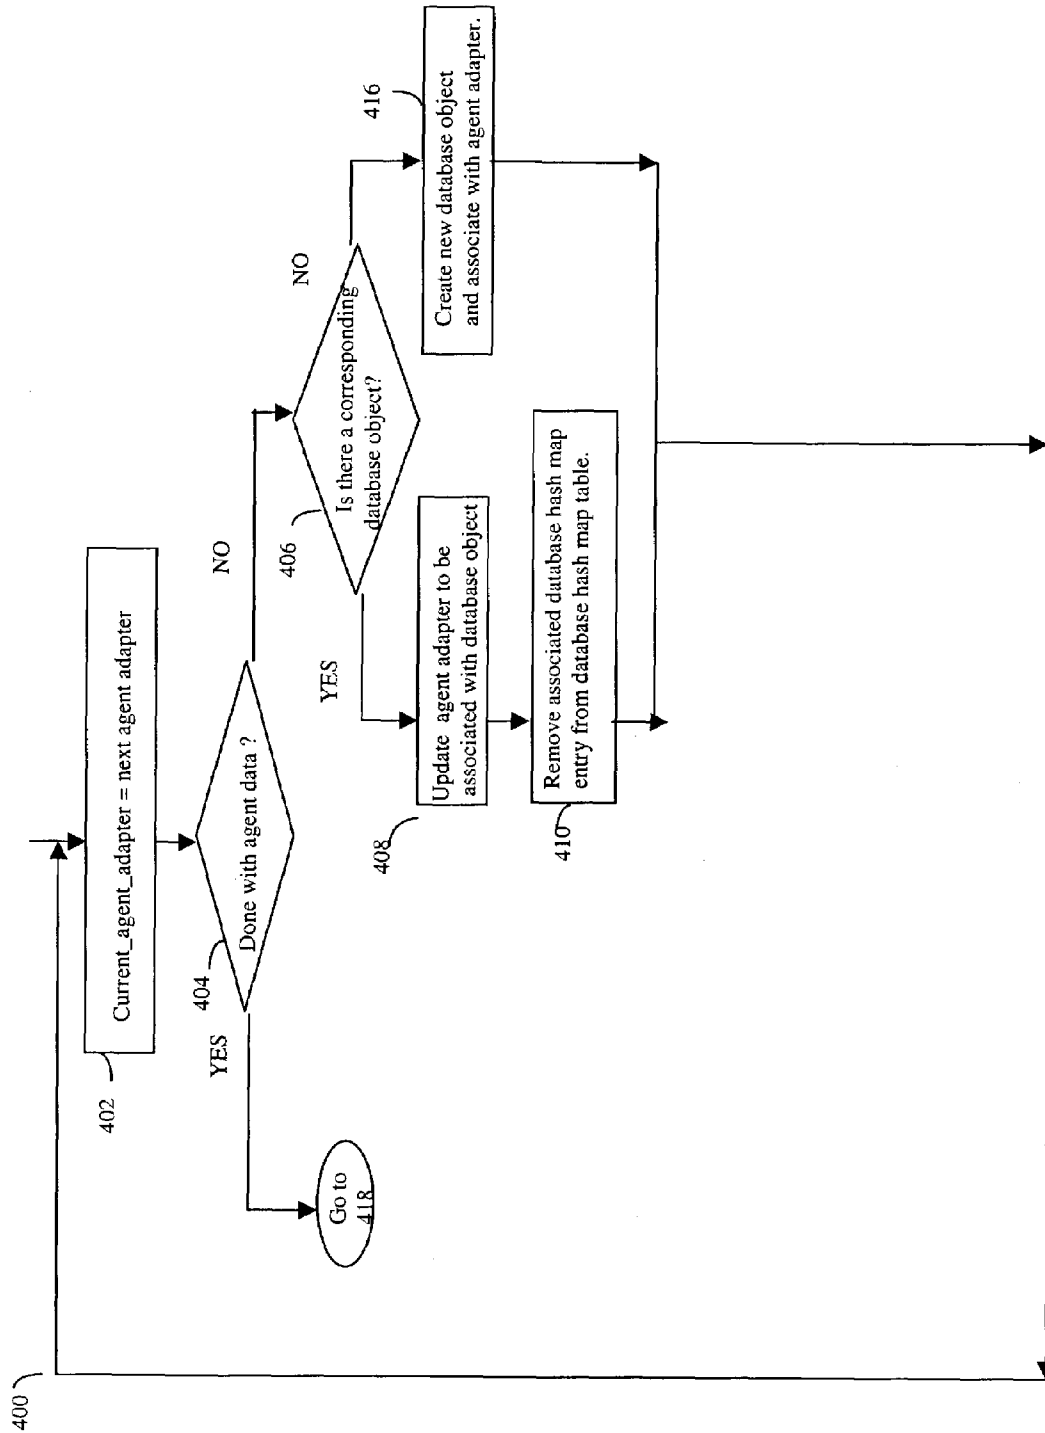 400
402
Current_agent_adapter = next agent adapter
404
Done with agent data ?
YES
NO
Go to
418
406
Is there a corresponding
database object?
YES
NO
408
Update agent adapter to be
associated with database object
416
Create new database object
and associate with agent adapter.
410
Remove associated database hash map
entry from database hash map table.